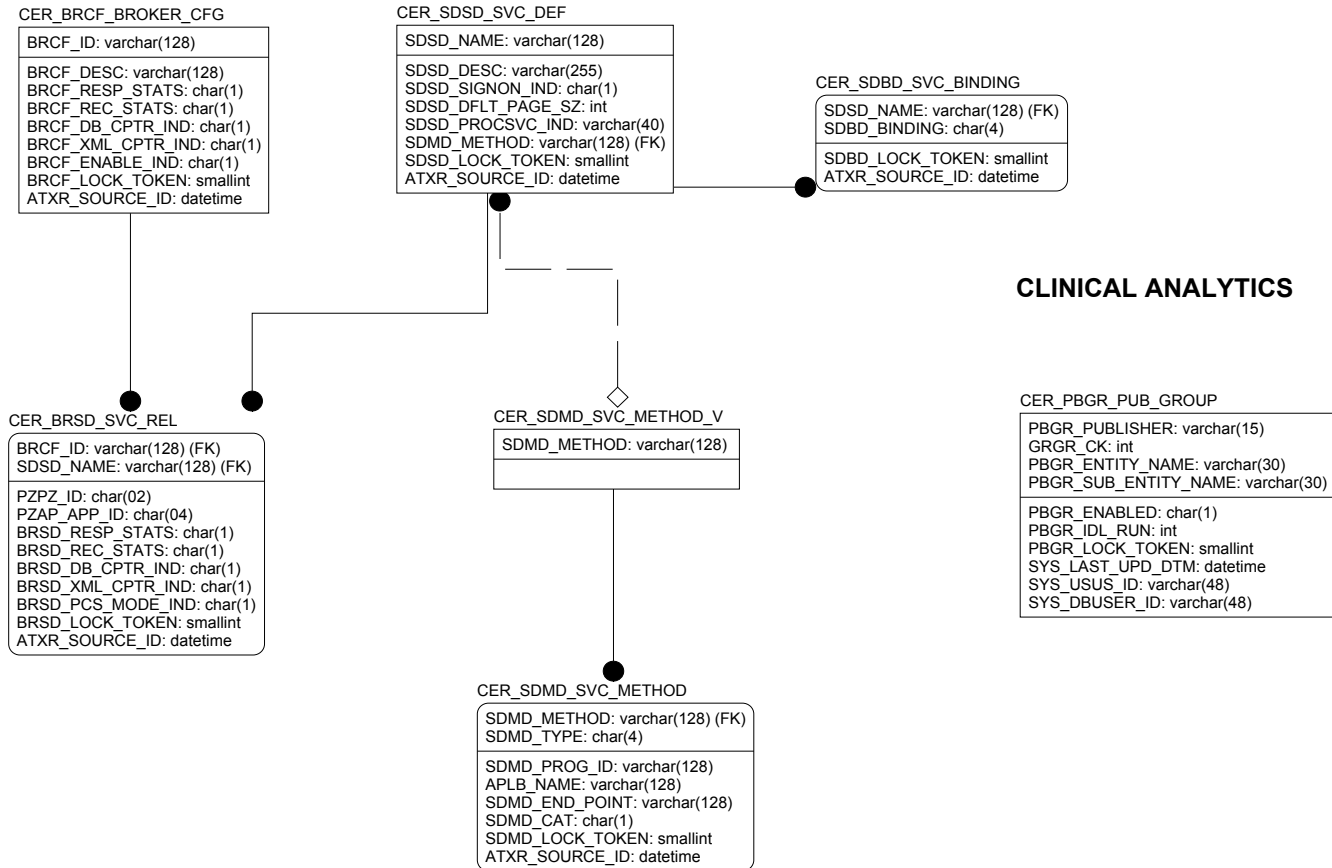 CER_BRCF_BROKER_CFG
BRCF_ID: varchar(128)
BRCF_DESC: varchar(128)
BRCF_RESP_STATS: char(1)
BRCF_REC_STATS: char(1)
BRCF_DB_CPTR_IND: char(1)
BRCF_XML_CPTR_IND: char(1)
BRCF_ENABLE_IND: char(1)
BRCF_LOCK_TOKEN: smallint
ATXR_SOURCE_ID: datetime
CER_SDSD_SVC_DEF
SDSD_NAME: varchar(128)
SDSD_DESC: varchar(255)
SDSD_SIGNON_IND: char(1)
SDSD_DFLT_PAGE_SZ: int
SDSD_PROCSVC_IND: varchar(40)
SDMD_METHOD: varchar(128) (FK)
SDSD_LOCK_TOKEN: smallint
ATXR_SOURCE_ID: datetime
CER_SDBD_SVC_BINDING
SDSD_NAME: varchar(128) (FK)
SDBD_BINDING: char(4)
SDBD_LOCK_TOKEN: smallint
ATXR_SOURCE_ID: datetime
CLINICAL ANALYTICS
CER_BRSD_SVC_REL
BRCF_ID: varchar(128) (FK)
SDSD_NAME: varchar(128) (FK)
PZPZ_ID: char(02)
PZAP_APP_ID: char(04)
BRSD_RESP_STATS: char(1)
BRSD_REC_STATS: char(1)
BRSD_DB_CPTR_IND: char(1)
BRSD_XML_CPTR_IND: char(1)
BRSD_PCS_MODE_IND: char(1)
BRSD_LOCK_TOKEN: smallint
ATXR_SOURCE_ID: datetime
CER_SDMD_SVC_METHOD_V
SDMD_METHOD: varchar(128)
CER_PBGR_PUB_GROUP
PBGR_PUBLISHER: varchar(15)
GRGR_CK: int
PBGR_ENTITY_NAME: varchar(30)
PBGR_SUB_ENTITY_NAME: varchar(30)
PBGR_ENABLED: char(1)
PBGR_IDL_RUN: int
PBGR_LOCK_TOKEN: smallint
SYS_LAST_UPD_DTM: datetime
SYS_USUS_ID: varchar(48)
SYS_DBUSER_ID: varchar(48)
CER_SDMD_SVC_METHOD
SDMD_METHOD: varchar(128) (FK)
SDMD_TYPE: char(4)
SDMD_PROG_ID: varchar(128)
APLB_NAME: varchar(128)
SDMD_END_POINT: varchar(128)
SDMD_CAT: char(1)
SDMD_LOCK_TOKEN: smallint
ATXR_SOURCE_ID: datetime